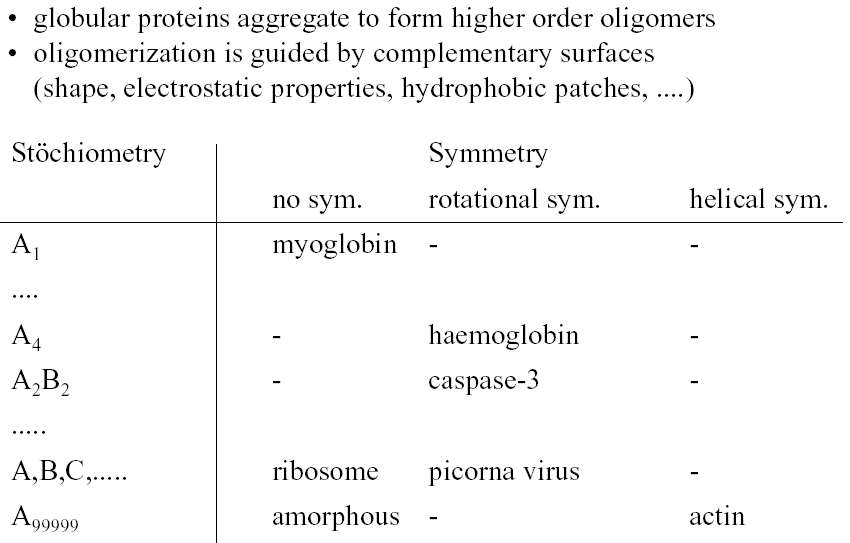 • globular proteins aggregate to form higher order oligomers
• oligomerization is guided by complementary surfaces
(shape, electrostatic properties, hydrophobic patches, ....)
Stöchiometry Symmetry
no sym. rotational sym. helical sym.
A₁ myoglobin - -
....
A₄ - haemoglobin -
A₂B₂ - caspase-3 -
.....
A,B,C,..... ribosome picorna virus -
A₉₉₉₉₉ amorphous - actin